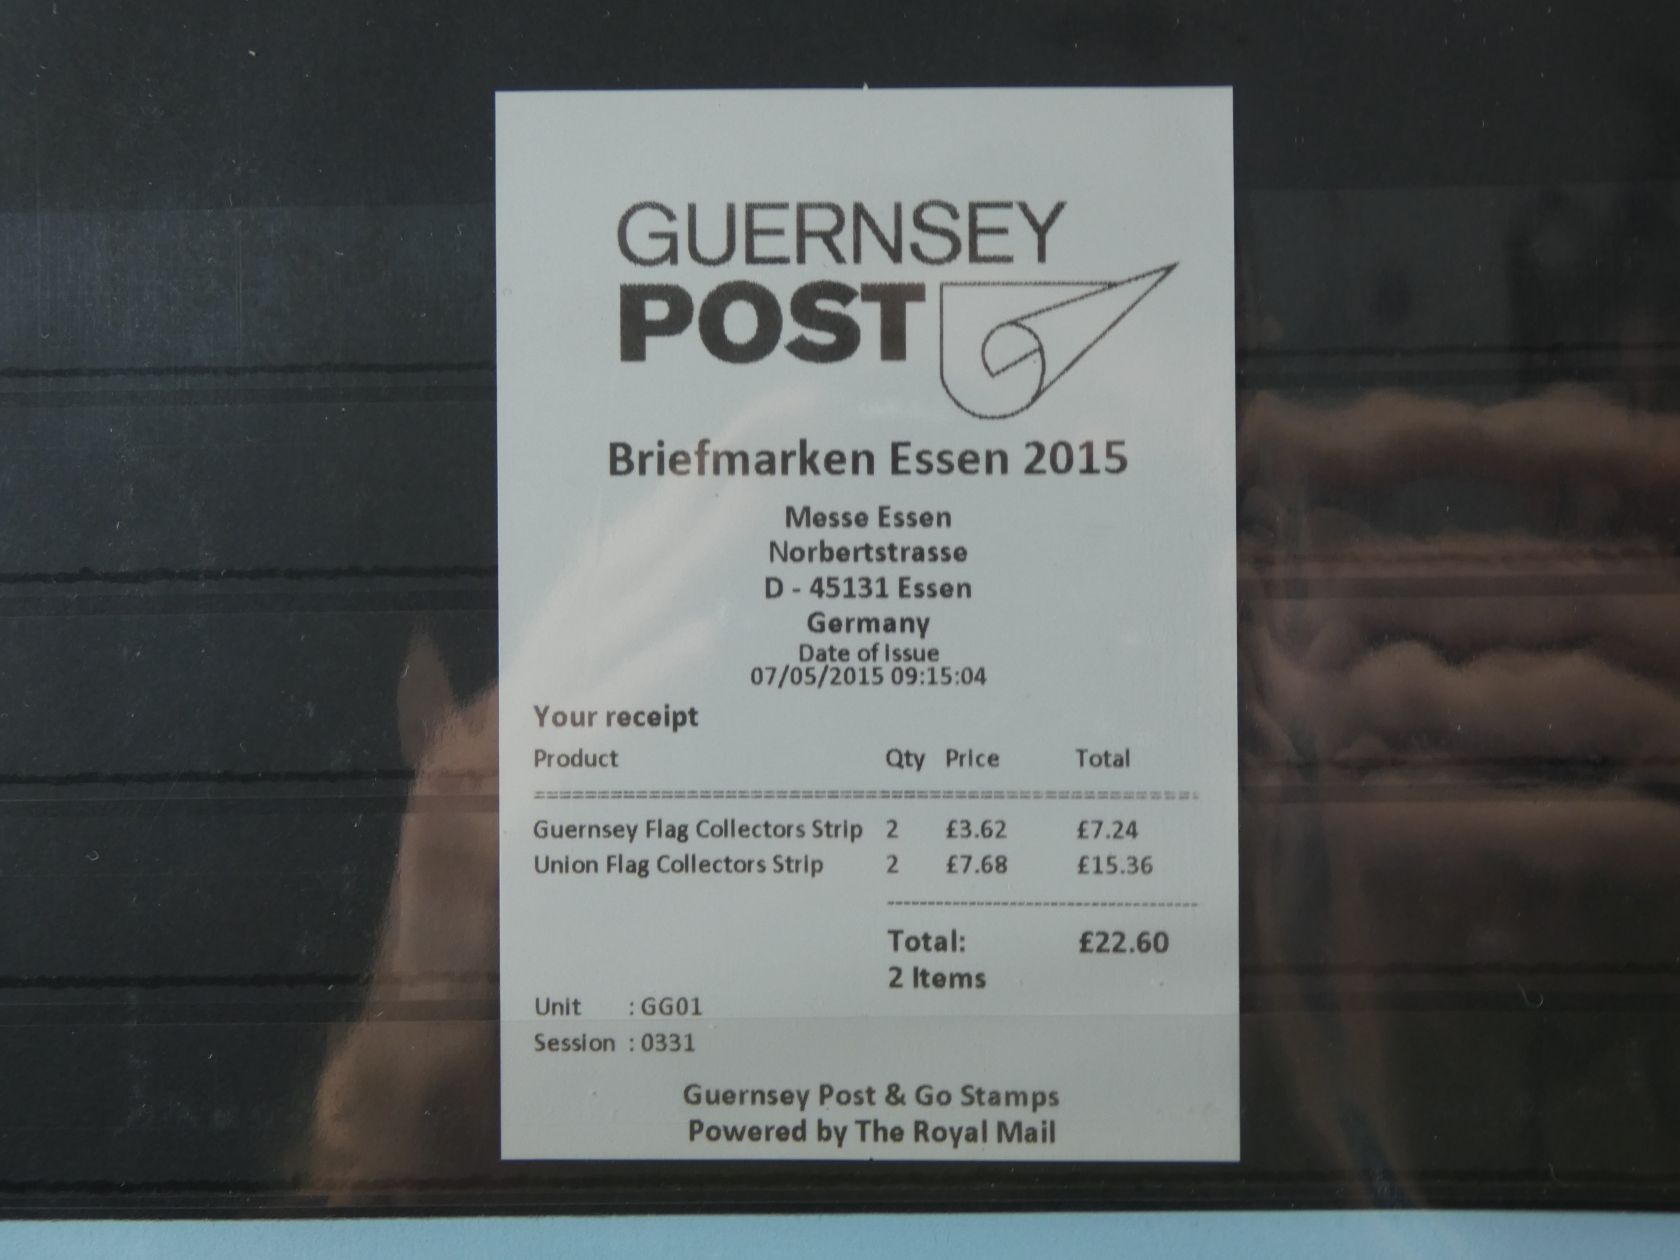 GUERNSEY
POST
Briefmarken Essen 2015
Messe Essen
Norbertstrasse
D - 45131 Essen
Germany
Date of Issue
07/05/2015 09:15:04
Your receipt
Product Qty Price Total
Guernsey Flag Collectors Strip 2 £3.62 £7.24
Union Flag Collectors Strip 2 £7.68 £15.36
Total: £22.60
2 Items
Unit : GG01
Session : 0331
Guernsey Post & Go Stamps
Powered by The Royal Mail